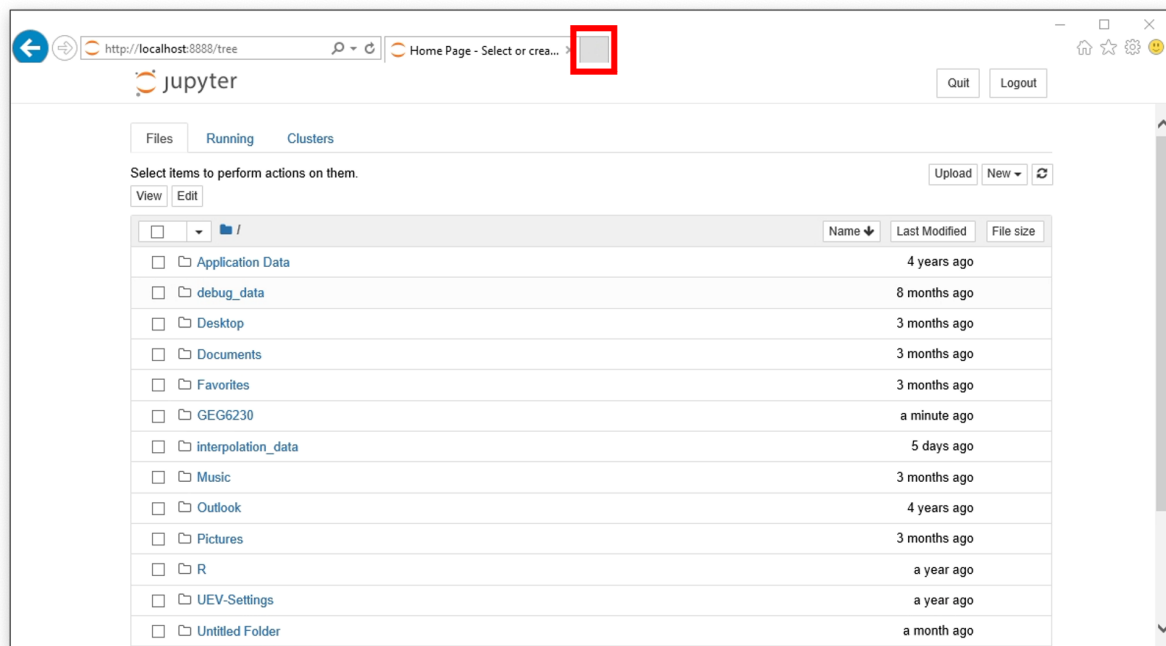 http://localhost:8888/tree Home Page - Select or crea...
jupyter Quit Logout
Files Running Clusters
Select items to perform actions on them. Upload New
View Edit
/ Name Last Modified File size
Application Data 4 years ago
debug_data 8 months ago
Desktop 3 months ago
Documents 3 months ago
Favorites 3 months ago
GEG6230 a minute ago
interpolation_data 5 days ago
Music 3 months ago
Outlook 4 years ago
Pictures 3 months ago
R a year ago
UEV-Settings a year ago
Untitled Folder a month ago